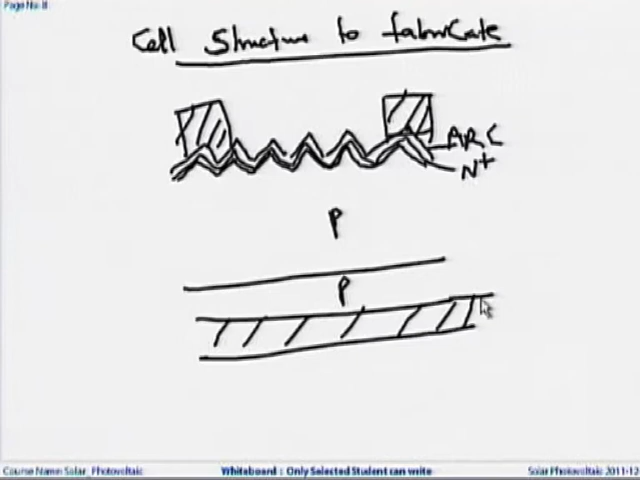 Page No: 8
Cell Structure to fabricate
ARC
N+
P
P
Course Name: Solar_Photovoltaic
Whiteboard : Only Selected Student can write
Solar Photovoltaic 2011-12